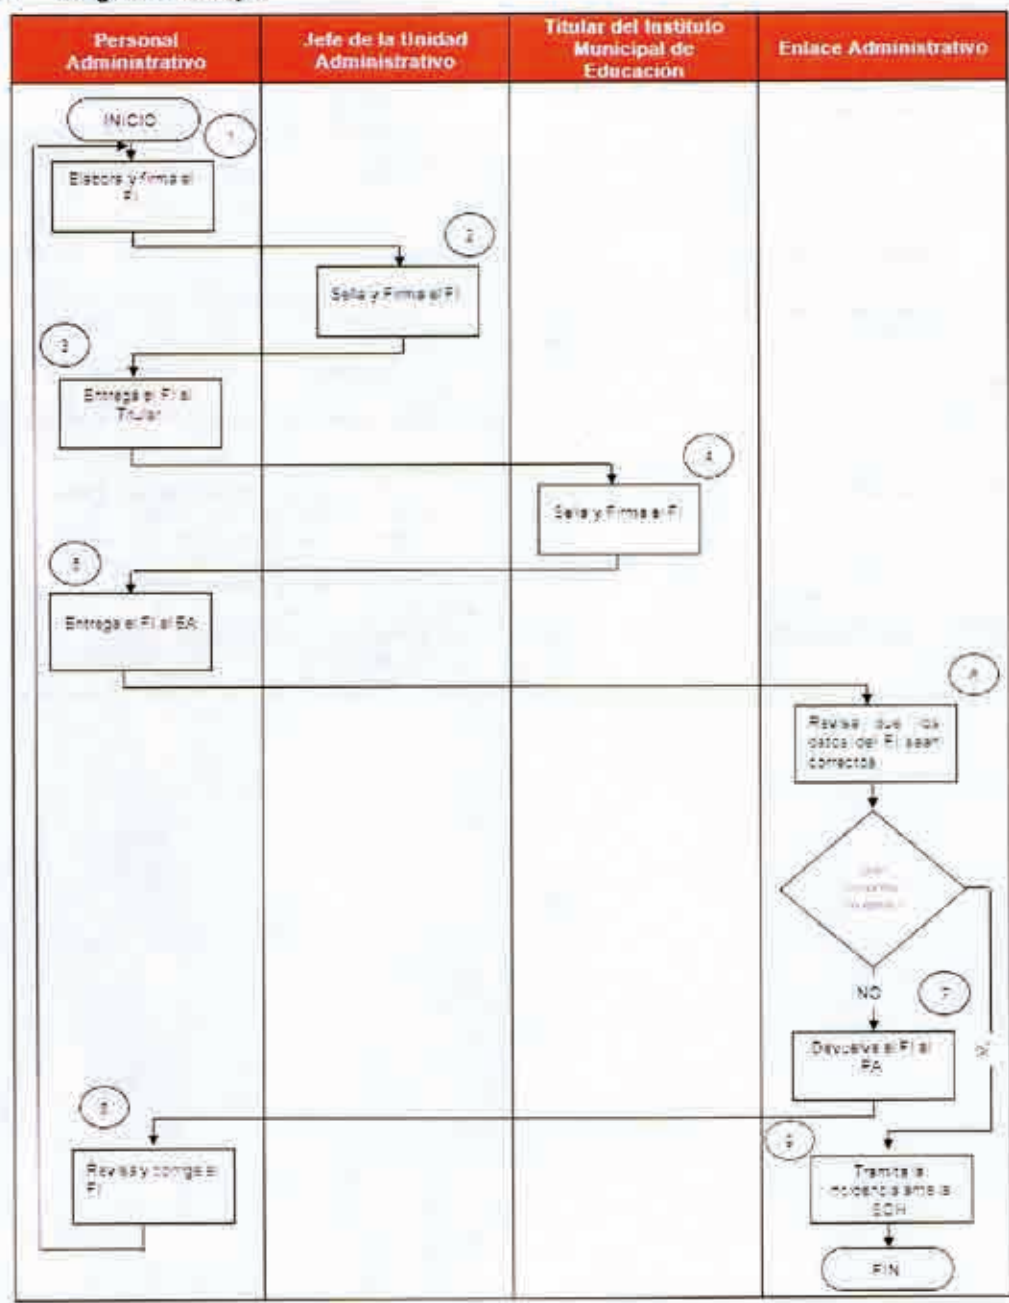 Personal
Administrativo
Jefe de la Unidad
Administrativo
Titular del Instituto
Municipal de
Educación
Enlace Administrativo
INICIO
1
Elabora y firma el
FI
2
Sella y Firma el FI
3
Entrega el FI al
Titular
4
Sella y Firma el FI
5
Entrega el FI al EA
Revisa que los
datos del FI sean
correctos
NO
7
Devuelve el FI al
PA
8
Revisa y corrige el
FI
9
Tramita la
incidencia ante la
FIN